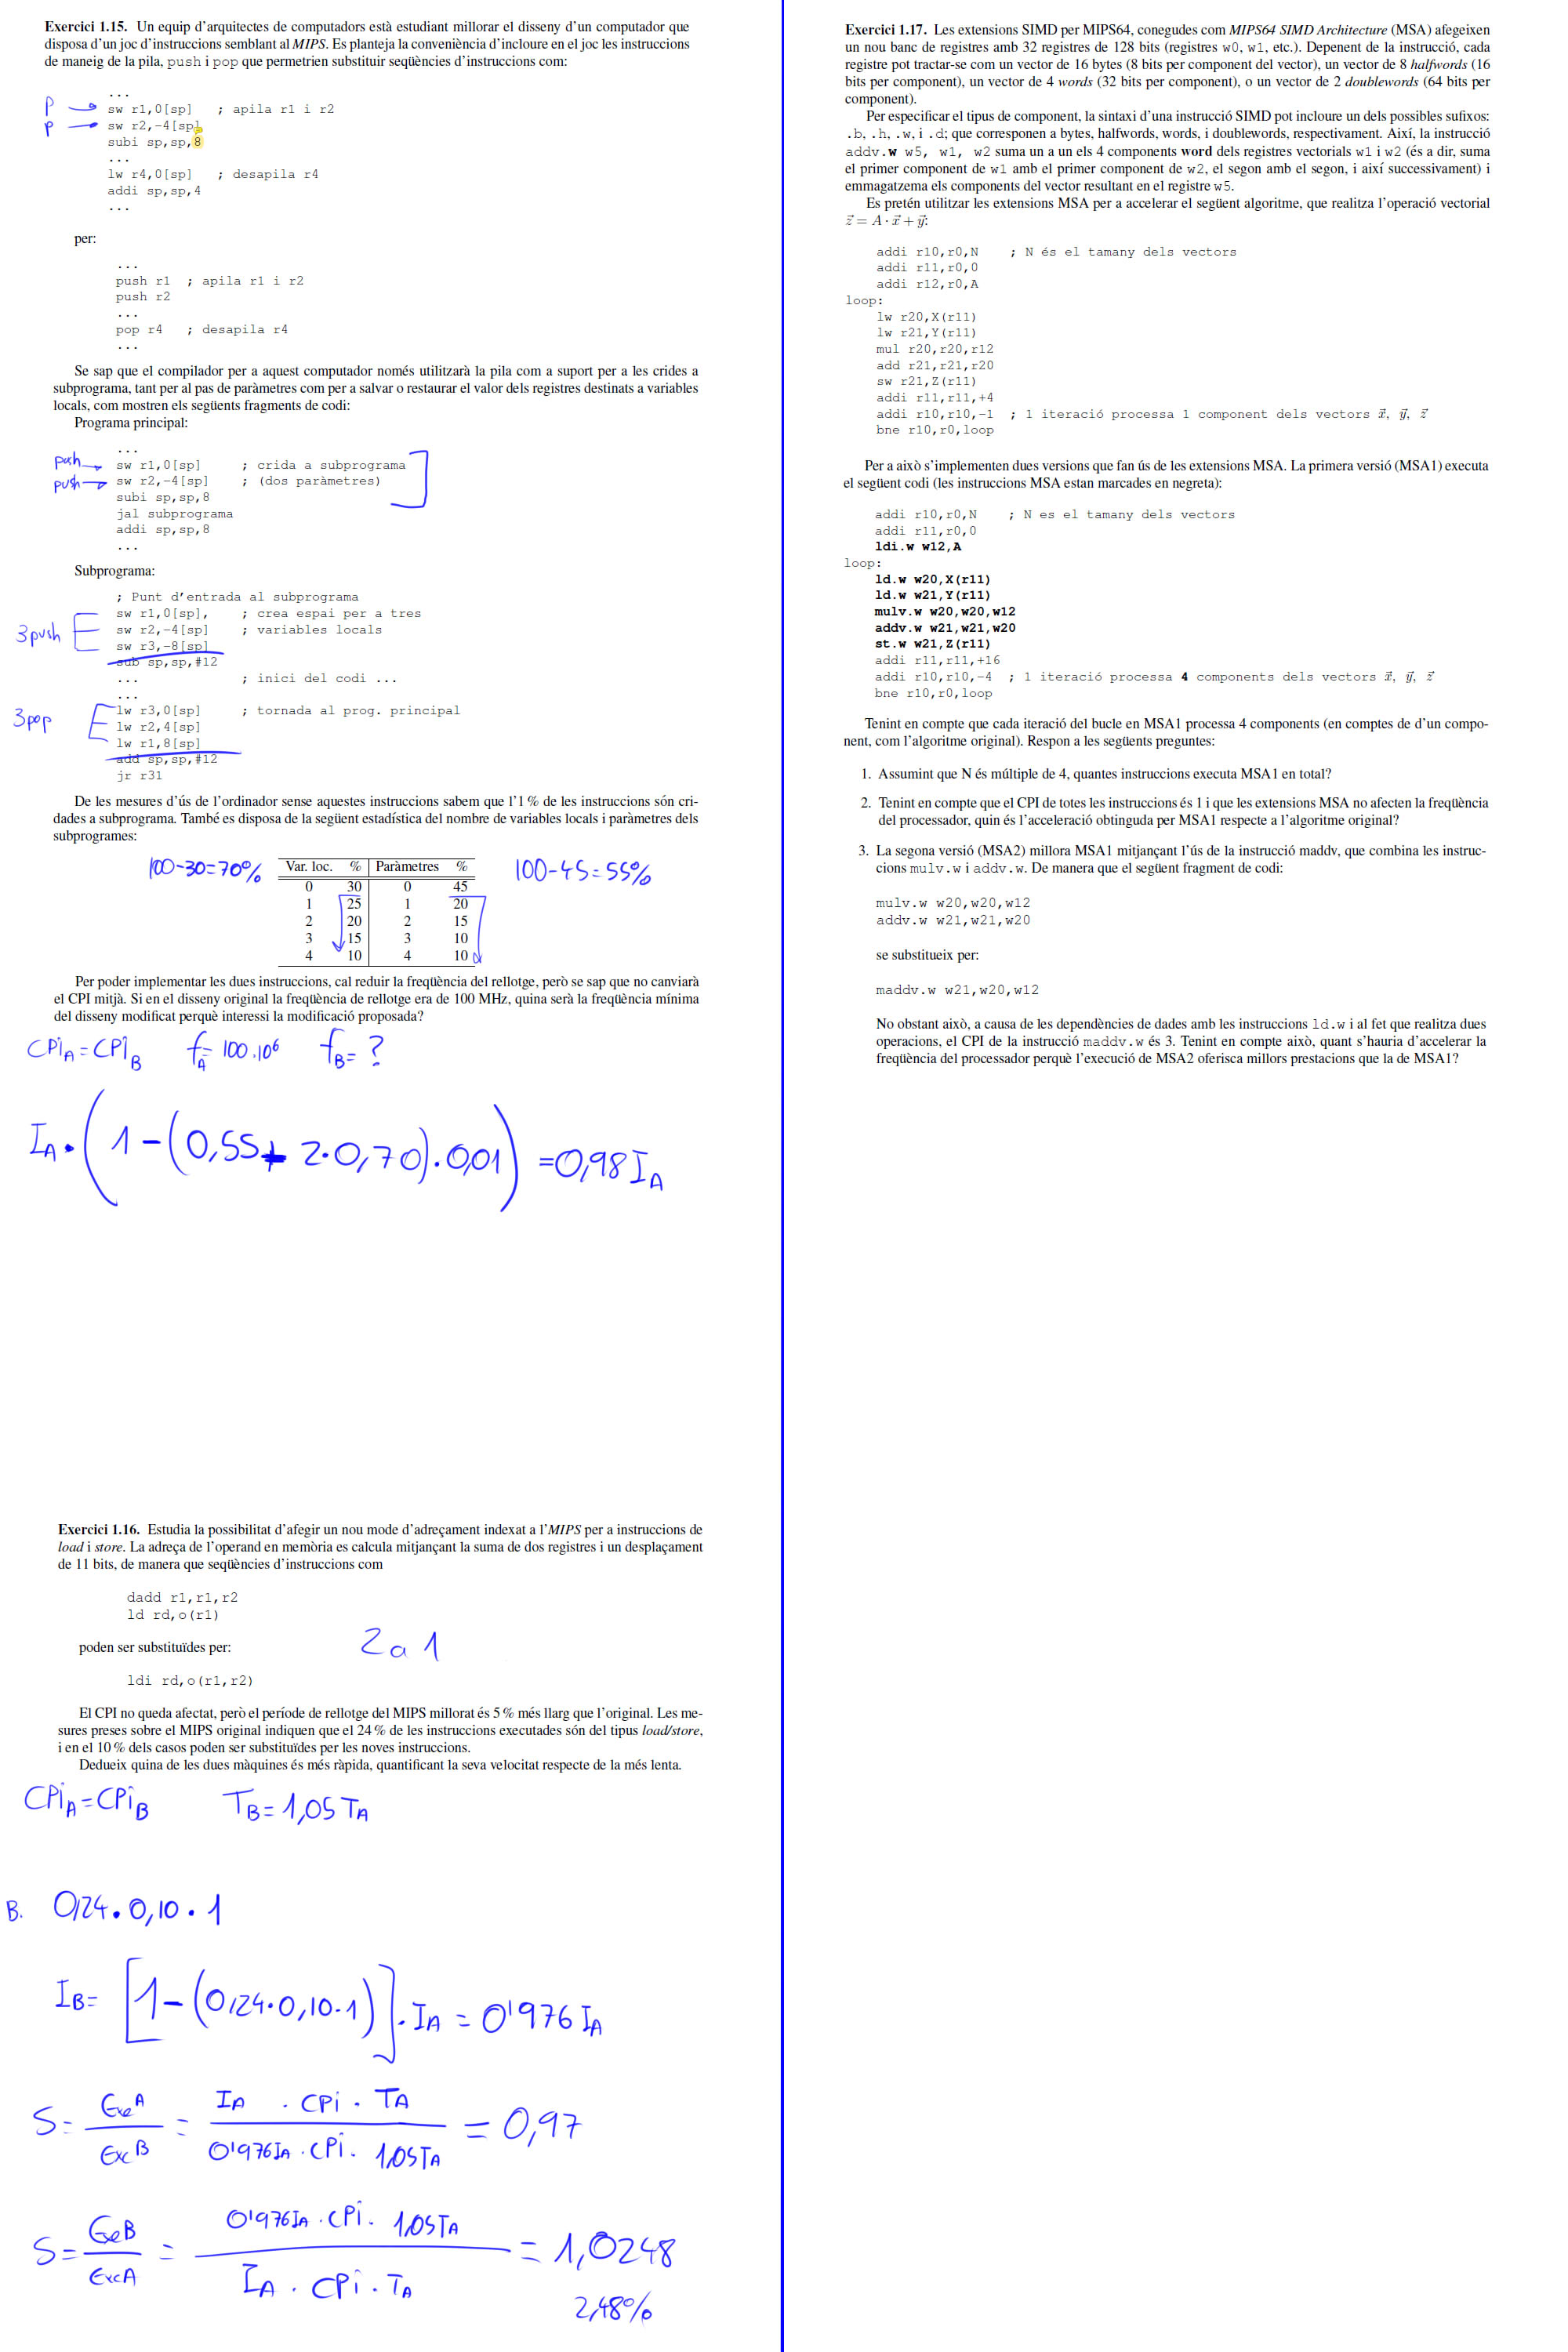 Exercici 1.15. Un equip d'arquitectes de computadors està estudiant millorar el disseny d'un computador que
disposa d'un joc d'instruccions semblant al MIPS. Es planteja la conveniència d'incloure en el joc les instruccions
de maneig de la pila, push i pop que permetrien substituir seqüències d'instruccions com:
...
P sw r1,0[sp] ; apila r1 i r2
P sw r2,-4[sp]
subi sp,sp,8
...
lw r4,0[sp] ; desapila r4
addi sp,sp,4
...
per:
...
push r1 ; apila r1 i r2
push r2
...
pop r4 ; desapila r4
...
Se sap que el compilador per a aquest computador només utilitzarà la pila com a suport per a les crides a
subprograma, tant per al pas de paràmetres com per a salvar o restaurar el valor dels registres destinats a variables
locals, com mostren els següents fragments de codi:
Programa principal:
...
push sw r1,0[sp] ; crida a subprograma
push sw r2,-4[sp] ; (dos paràmetres)
subi sp,sp,8
jal subprograma
addi sp,sp,8
...
Subprograma:
; Punt d'entrada al subprograma
sw r1,0[sp], ; crea espai per a tres
3push sw r2,-4[sp] ; variables locals
sw r3,-8[sp]
sub sp,sp,#12
... ; inici del codi ...
...
3pop lw r3,0[sp] ; tornada al prog. principal
lw r2,4[sp]
lw r1,8[sp]
add sp,sp,#12
jr r31
De les mesures d'ús de l'ordinador sense aquestes instruccions sabem que l'1 % de les instruccions són cri-
dades a subprograma. També es disposa de la següent estadística del nombre de variables locals i paràmetres dels
subprogrames:
100-30=70% Var. loc. % Paràmetres % 100-45=55%
0 30 0 45
1 25 1 20
2 20 2 15
3 15 3 10
4 10 4 10
Per poder implementar les dues instruccions, cal reduir la freqüència del rellotge, però se sap que no canviarà
el CPI mitjà. Si en el disseny original la freqüència de rellotge era de 100 MHz, quina serà la freqüència mínima
del disseny modificat perquè interessi la modificació proposada?
CPi_A = CPi_B f_A = 100.10⁶ f_B = ?
I_A · (1 - (0,55 + 2·0,70)·0,01) = 0,98 I_A
Exercici 1.16. Estudia la possibilitat d'afegir un nou mode d'adreçament indexat a l'MIPS per a instruccions de
load i store. La adreça de l'operand en memòria es calcula mitjançant la suma de dos registres i un desplaçament
de 11 bits, de manera que seqüències d'instruccions com
dadd r1,r1,r2
ld rd,o(r1)
poden ser substituïdes per: 2 a 1
ldi rd,o(r1,r2)
El CPI no queda afectat, però el període de rellotge del MIPS millorat és 5 % més llarg que l'original. Les me-
sures preses sobre el MIPS original indiquen que el 24 % de les instruccions executades són del tipus load/store,
i en el 10 % dels casos poden ser substituïdes per les noves instruccions.
Dedueix quina de les dues màquines és més ràpida, quantificant la seva velocitat respecte de la més lenta.
CPi_A = CPi_B T_B = 1,05 T_A
B. 0,24 · 0,10 · 1
I_B = [1 - (0,24·0,10·1)] · I_A = 0'976 I_A
S = Exe A / Exc B = I_A · CPi · T_A / 0'976 I_A · CPi · 1,05 T_A = 0,97
S = Exe B / Exc A = 0'976 I_A · CPi · 1,05 T_A / I_A · CPi · T_A = 1,0248
2,48%
Exercici 1.17. Les extensions SIMD per MIPS64, conegudes com MIPS64 SIMD Architecture (MSA) afegeixen
un nou banc de registres amb 32 registres de 128 bits (registres w0, w1, etc.). Depenent de la instrucció, cada
registre pot tractar-se com un vector de 16 bytes (8 bits per component del vector), un vector de 8 halfwords (16
bits per component), un vector de 4 words (32 bits per component), o un vector de 2 doublewords (64 bits per
component).
Per especificar el tipus de component, la sintaxi d'una instrucció SIMD pot incloure un dels possibles sufixos:
.b, .h, .w, i .d; que corresponen a bytes, halfwords, words, i doublewords, respectivament. Així, la instrucció
addv.w w5, w1, w2 suma un a un els 4 components word dels registres vectorials w1 i w2 (és a dir, suma
el primer component de w1 amb el primer component de w2, el segon amb el segon, i així successivament) i
emmagatzema els components del vector resultant en el registre w5.
Es pretén utilitzar les extensions MSA per a accelerar el següent algoritme, que realitza l'operació vectorial
z⃗ = A · x⃗ + y⃗:
addi r10,r0,N ; N és el tamany dels vectors
addi r11,r0,0
addi r12,r0,A
loop:
lw r20,X(r11)
lw r21,Y(r11)
mul r20,r20,r12
add r21,r21,r20
sw r21,Z(r11)
addi r11,r11,+4
addi r10,r10,-1 ; 1 iteració processa 1 component dels vectors x⃗, y⃗, z⃗
bne r10,r0,loop
Per a això s'implementen dues versions que fan ús de les extensions MSA. La primera versió (MSA1) executa
el següent codi (les instruccions MSA estan marcades en negreta):
addi r10,r0,N ; N es el tamany dels vectors
addi r11,r0,0
ldi.w w12,A
loop:
ld.w w20,X(r11)
ld.w w21,Y(r11)
mulv.w w20,w20,w12
addv.w w21,w21,w20
st.w w21,Z(r11)
addi r11,r11,+16
addi r10,r10,-4 ; 1 iteració processa 4 components dels vectors x⃗, y⃗, z⃗
bne r10,r0,loop
Tenint en compte que cada iteració del bucle en MSA1 processa 4 components (en comptes de d'un compo-
nent, com l'algoritme original). Respon a les següents preguntes:
1. Assumint que N és múltiple de 4, quantes instruccions executa MSA1 en total?
2. Tenint en compte que el CPI de totes les instruccions és 1 i que les extensions MSA no afecten la freqüència
del processador, quin és l'acceleració obtinguda per MSA1 respecte a l'algoritme original?
3. La segona versió (MSA2) millora MSA1 mitjançant l'ús de la instrucció maddv, que combina les instruc-
cions mulv.w i addv.w. De manera que el següent fragment de codi:
mulv.w w20,w20,w12
addv.w w21,w21,w20
se substitueix per:
maddv.w w21,w20,w12
No obstant això, a causa de les dependències de dades amb les instruccions ld.w i al fet que realitza dues
operacions, el CPI de la instrucció maddv.w és 3. Tenint en compte això, quant s'hauria d'accelerar la
freqüència del processador perquè l'execució de MSA2 oferisca millors prestacions que la de MSA1?